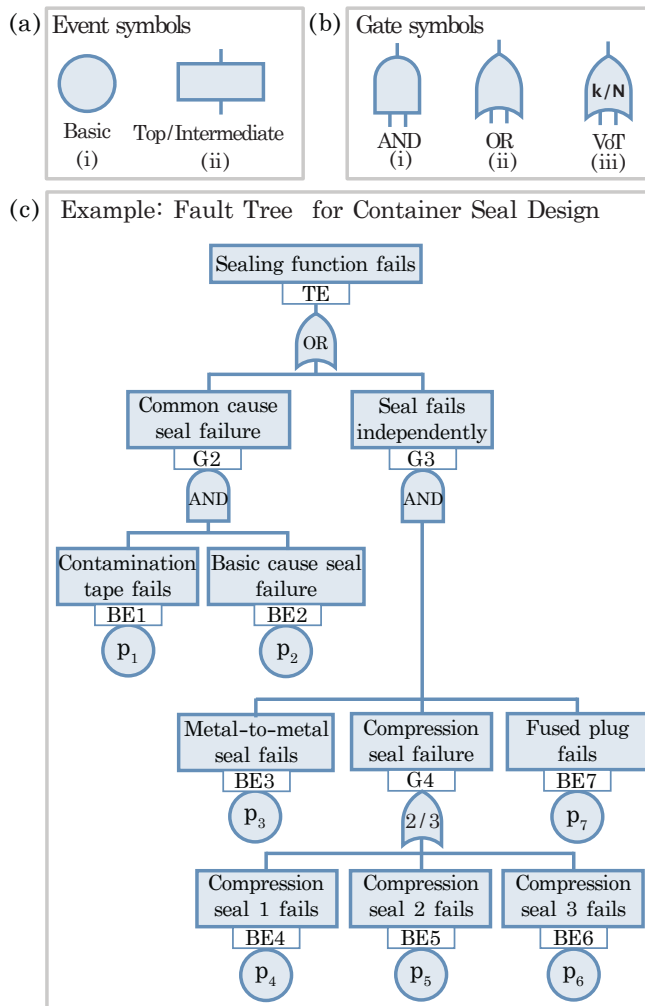 (a) Event symbols
Basic
(i)
Top/Intermediate
(ii)
(b) Gate symbols
AND
(i)
OR
(ii)
k/N
VoT
(iii)
(c) Example: Fault Tree for Container Seal Design
Sealing function fails
TE
OR
Common cause
seal failure
G2
AND
Seal fails
independently
G3
AND
Contamination
tape fails
BE1
p₁
Basic cause seal
failure
BE2
p₂
Metal-to-metal
seal fails
BE3
p₃
Compression
seal failure
G4
2/3
Fused plug
fails
BE7
p₇
Compression
seal 1 fails
BE4
p₄
Compression
seal 2 fails
BE5
p₅
Compression
seal 3 fails
BE6
p₆